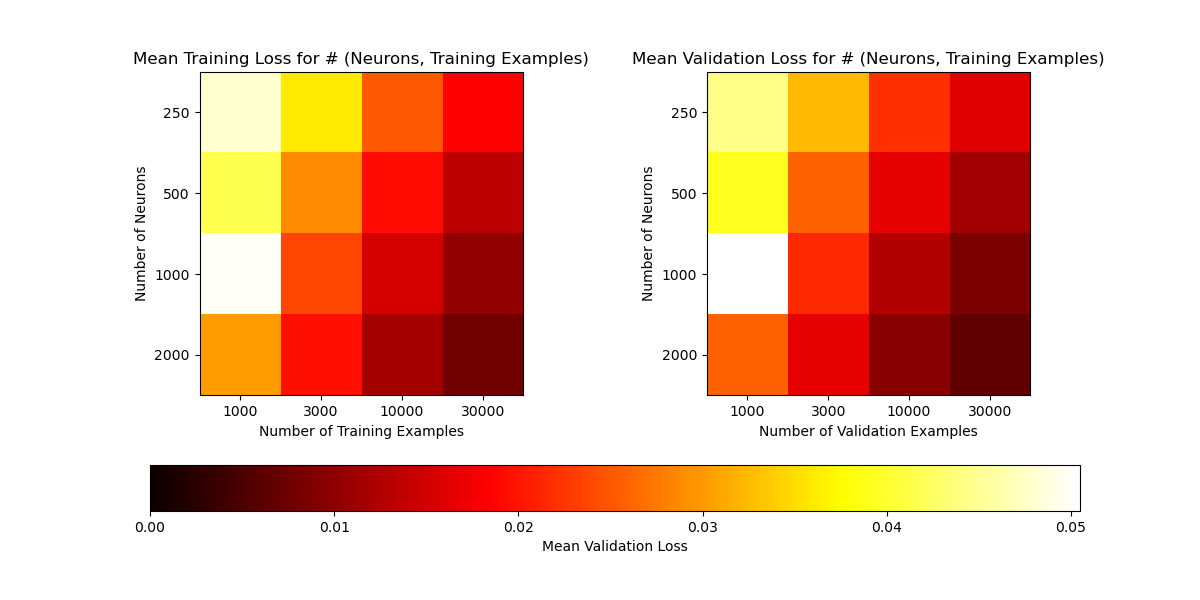 Mean Training Loss for # (Neurons, Training Examples)
Number of Neurons
250
500
1000
2000
1000 3000 10000 30000
Number of Training Examples
Mean Validation Loss for # (Neurons, Training Examples)
Number of Neurons
250
500
1000
2000
1000 3000 10000 30000
Number of Validation Examples
0.00 0.01 0.02 0.03 0.04 0.05
Mean Validation Loss